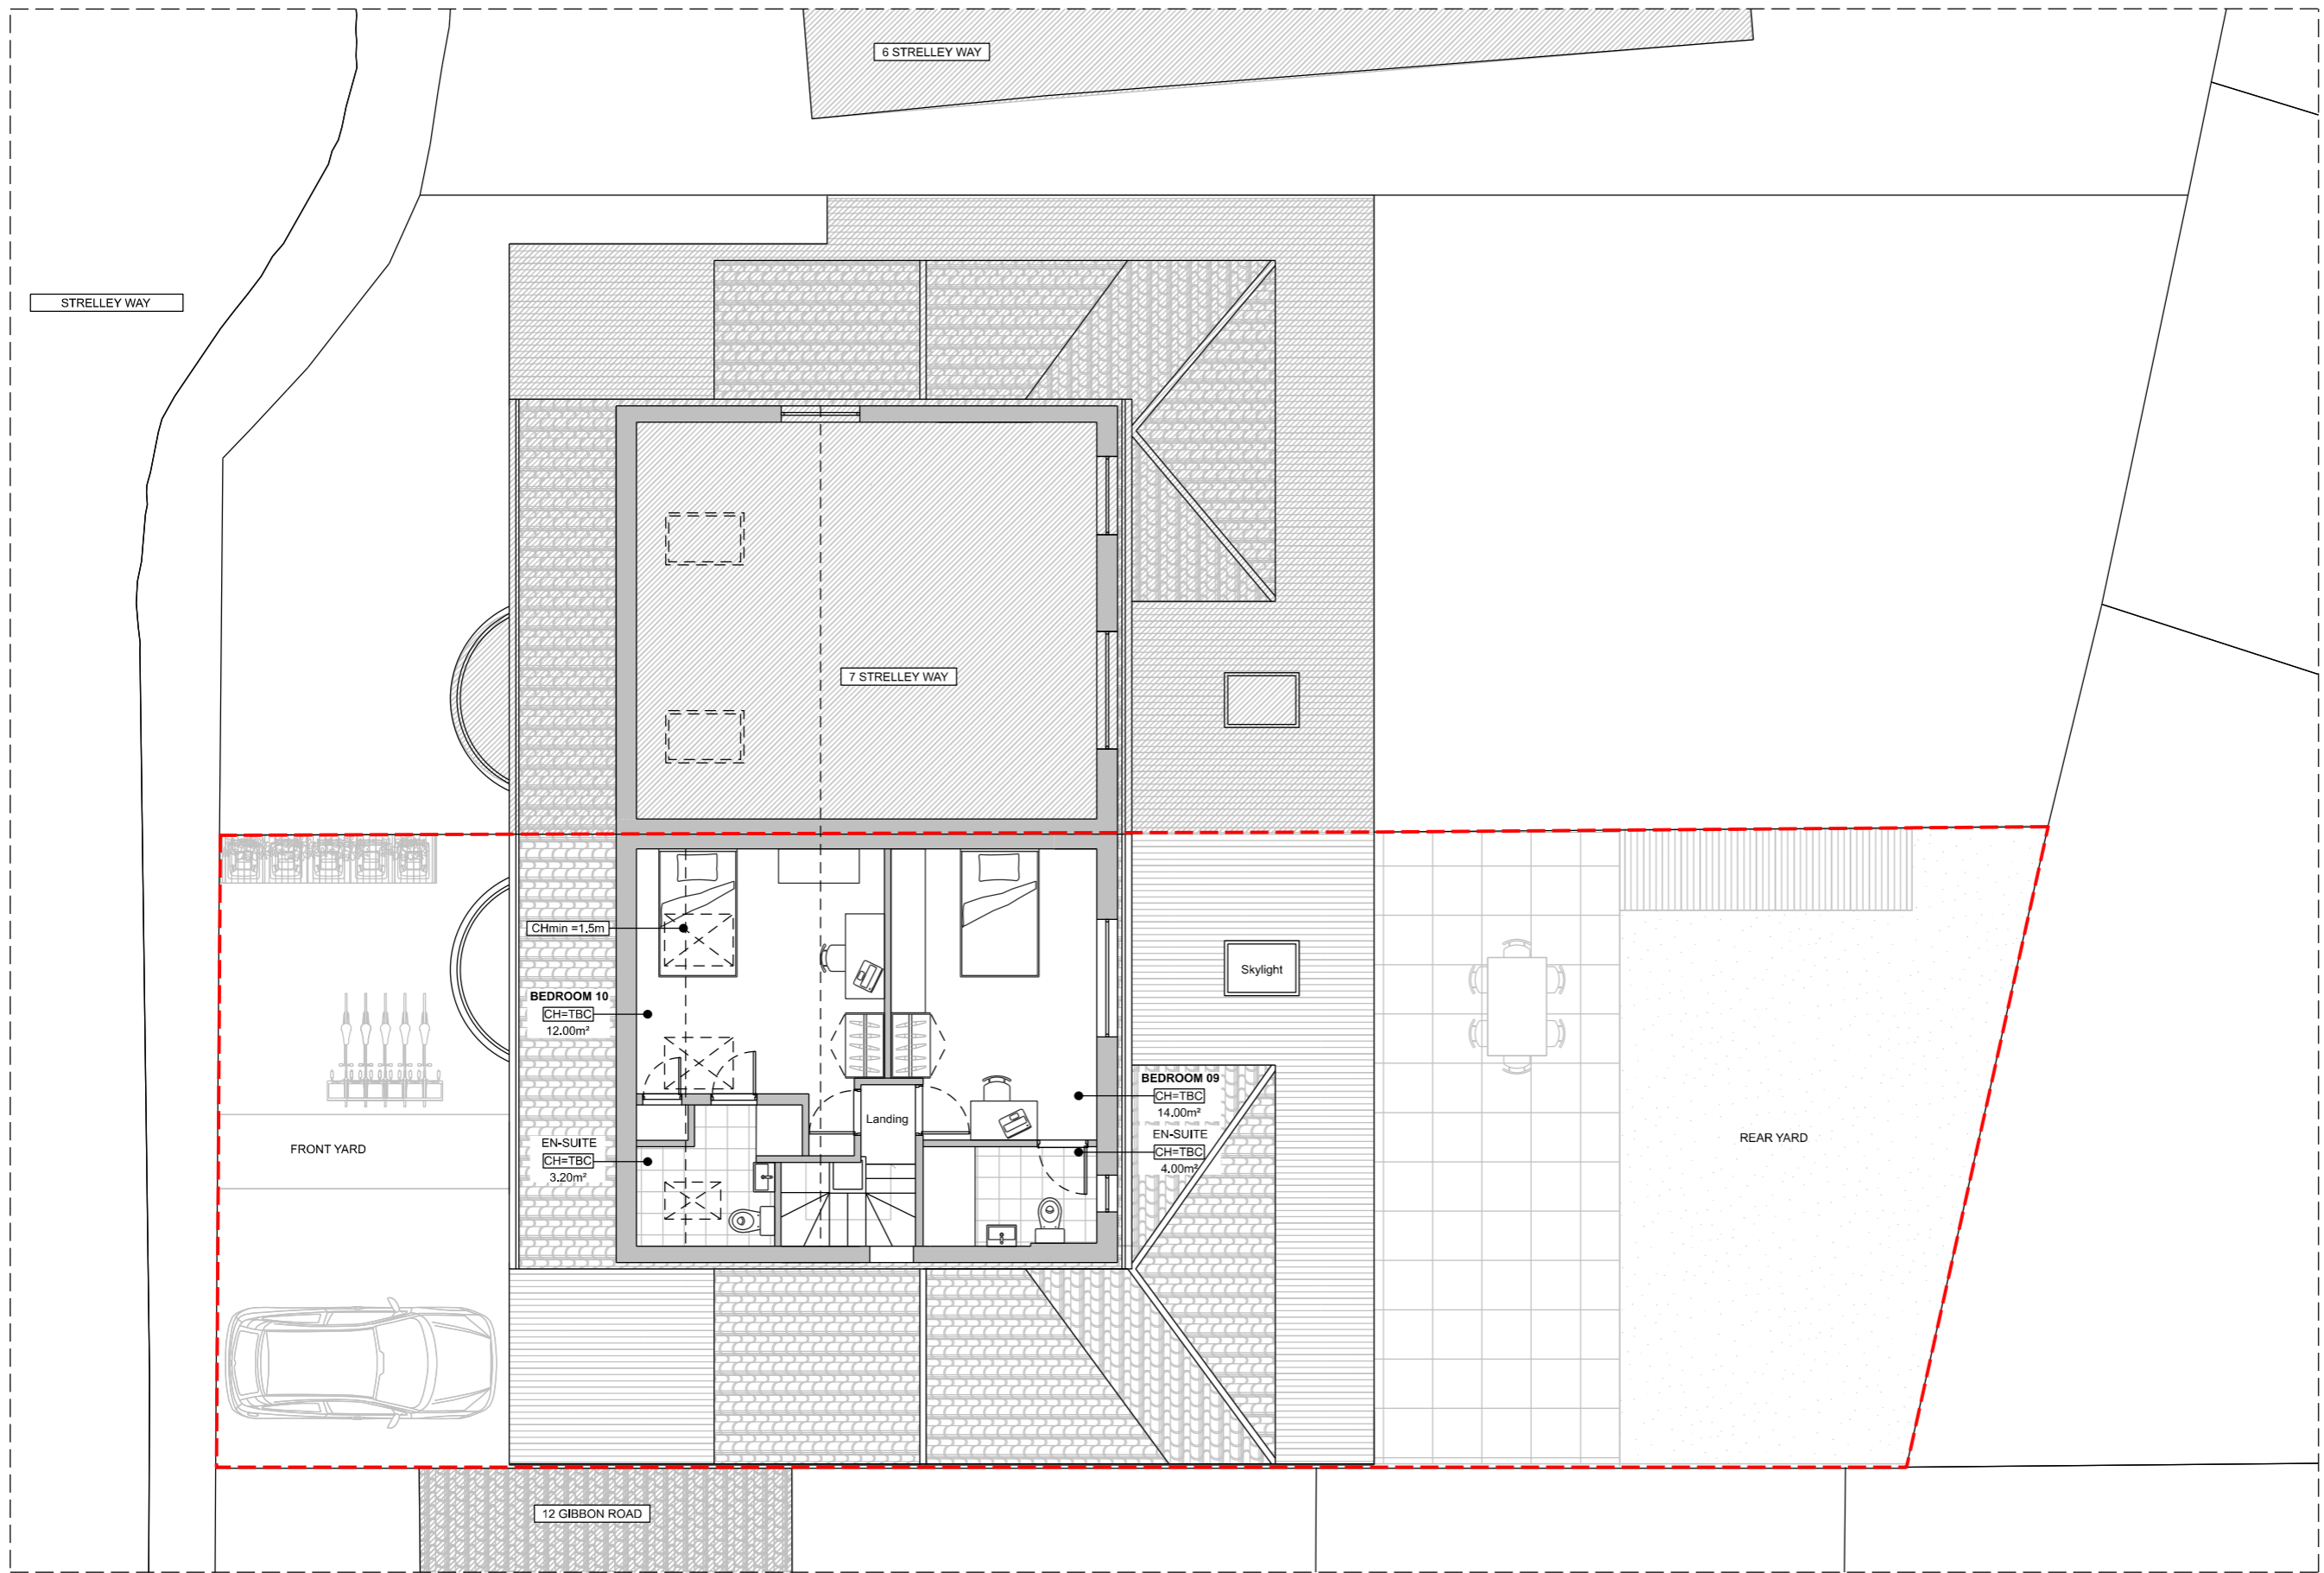 6 STRELLEY WAY
STRELLEY WAY
7 STRELLEY WAY
CHmin =1.5m
Skylight
BEDROOM 10
CH=TBC
12.00m²
BEDROOM 09
CH=TBC
14.00m²
Landing
EN-SUITE
CH=TBC
4.00m²
EN-SUITE
CH=TBC
3.20m²
FRONT YARD
REAR YARD
12 GIBBON ROAD